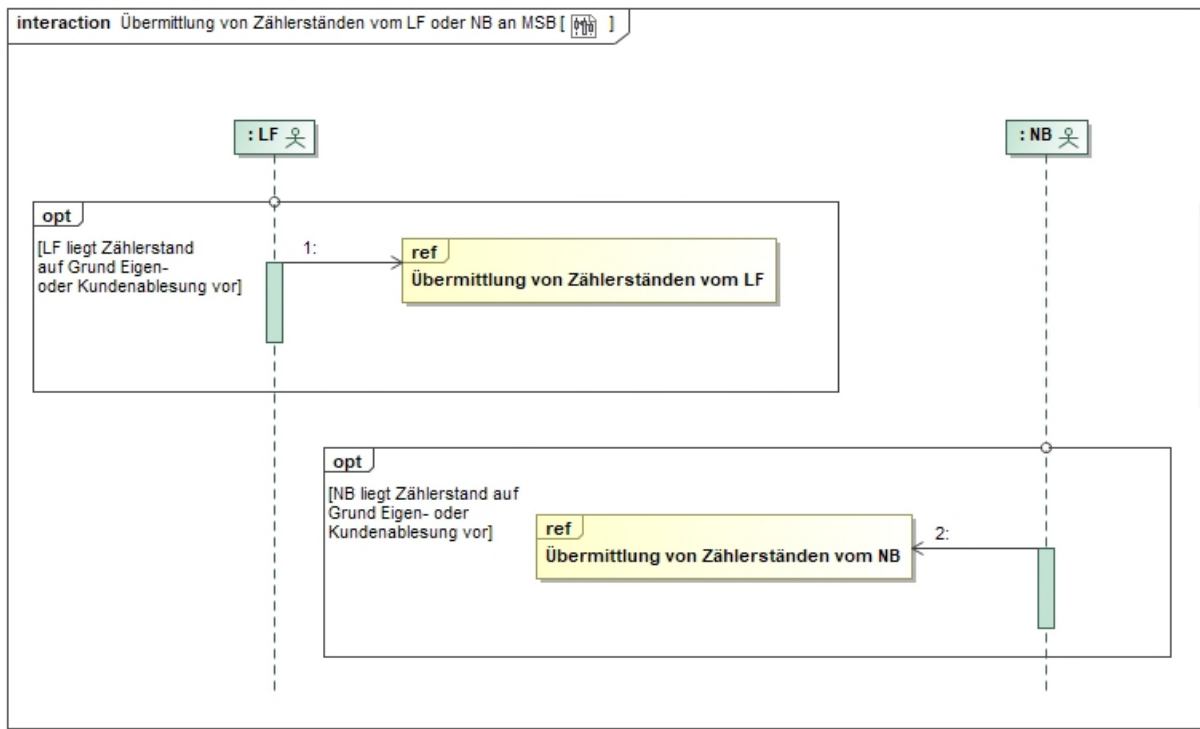 interaction Übermittlung von Zählerständen vom LF oder NB an MSB [ ]
: LF
: NB
opt
[LF liegt Zählerstand
auf Grund Eigen-
oder Kundenablesung vor]
1:
ref
Übermittlung von Zählerständen vom LF
opt
[NB liegt Zählerstand auf
Grund Eigen- oder
Kundenablesung vor]
ref
Übermittlung von Zählerständen vom NB
2: